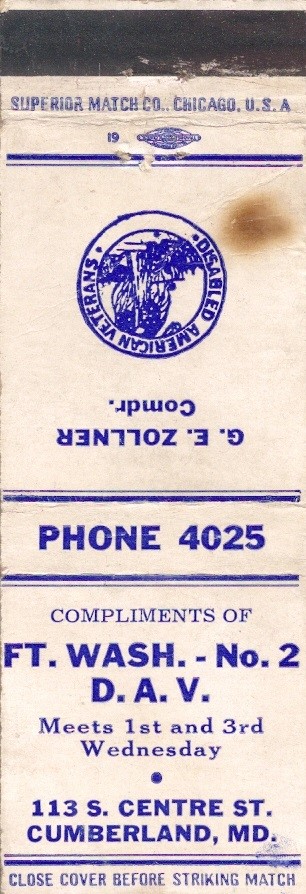 SUPERIOR MATCH CO., CHICAGO, U.S.A
19
DISABLED AMERICAN VETERANS
G. E. ZOLLNER
Comdr.
PHONE 4025
COMPLIMENTS OF
FT. WASH. - No. 2
D. A. V.
Meets 1st and 3rd
Wednesday
113 S. CENTRE ST.
CUMBERLAND, MD.
CLOSE COVER BEFORE STRIKING MATCH